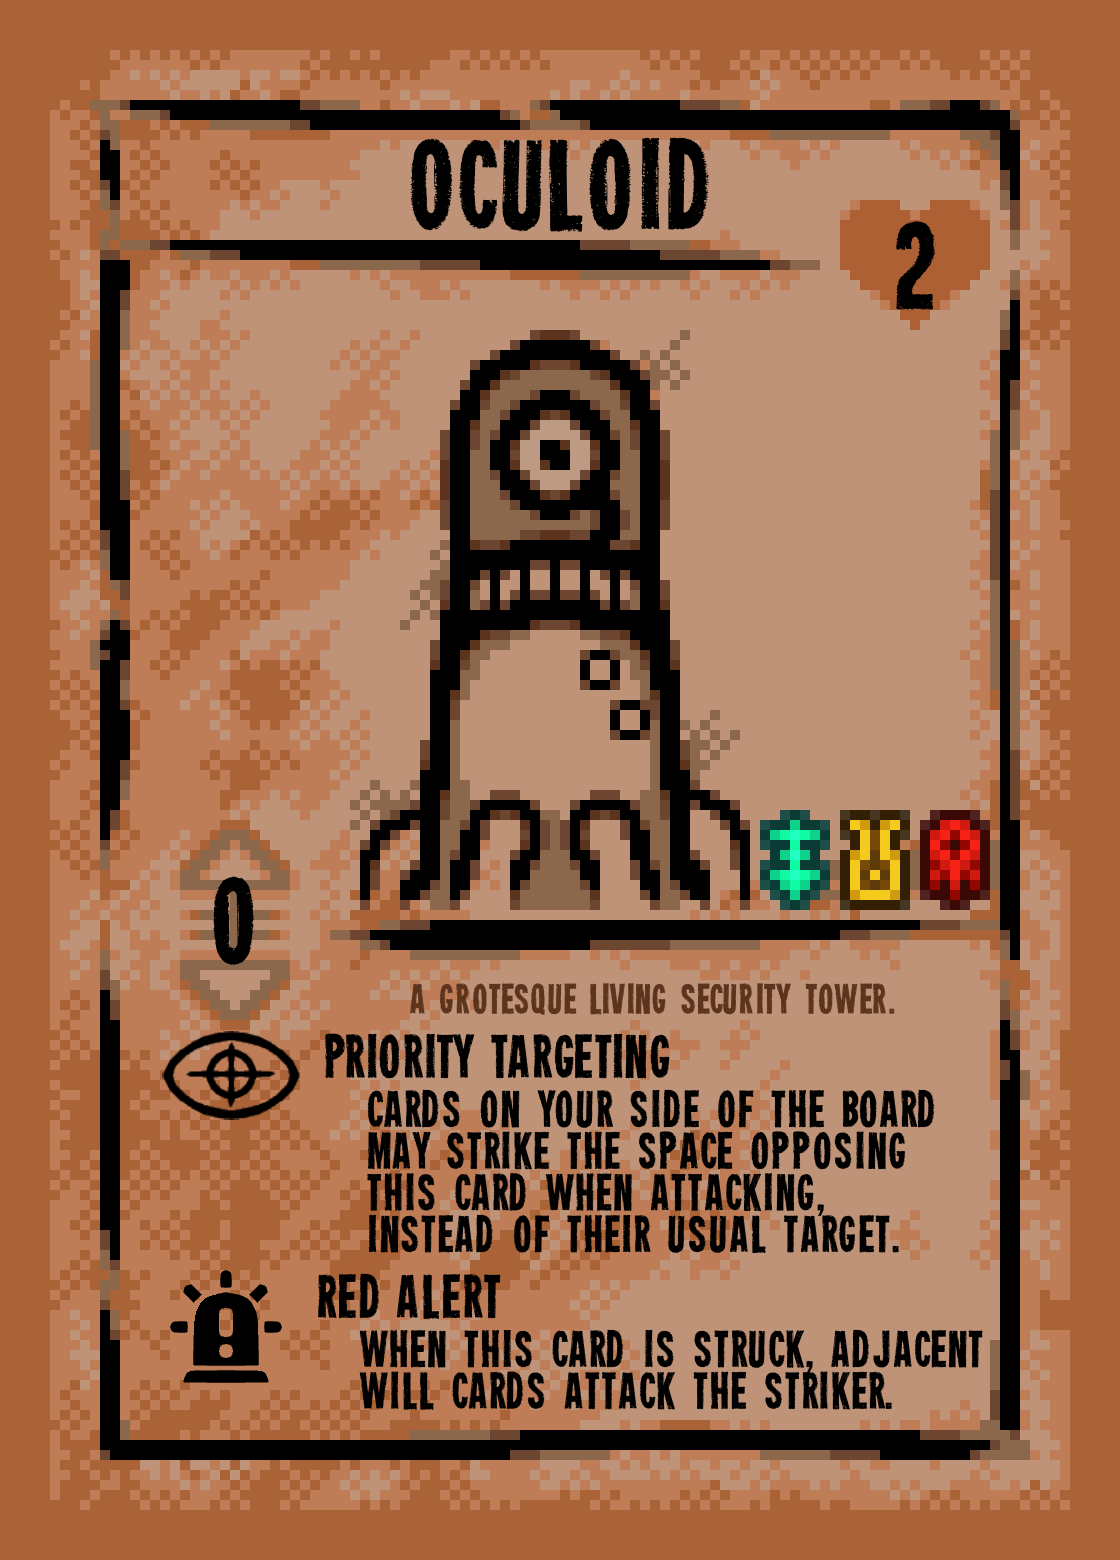 OCULOID
2
0
A GROTESQUE LIVING SECURITY TOWER.
PRIORITY TARGETING
CARDS ON YOUR SIDE OF THE BOARD
MAY STRIKE THE SPACE OPPOSING
THIS CARD WHEN ATTACKING,
INSTEAD OF THEIR USUAL TARGET.
RED ALERT
WHEN THIS CARD IS STRUCK, ADJACENT
WILL CARDS ATTACK THE STRIKER.